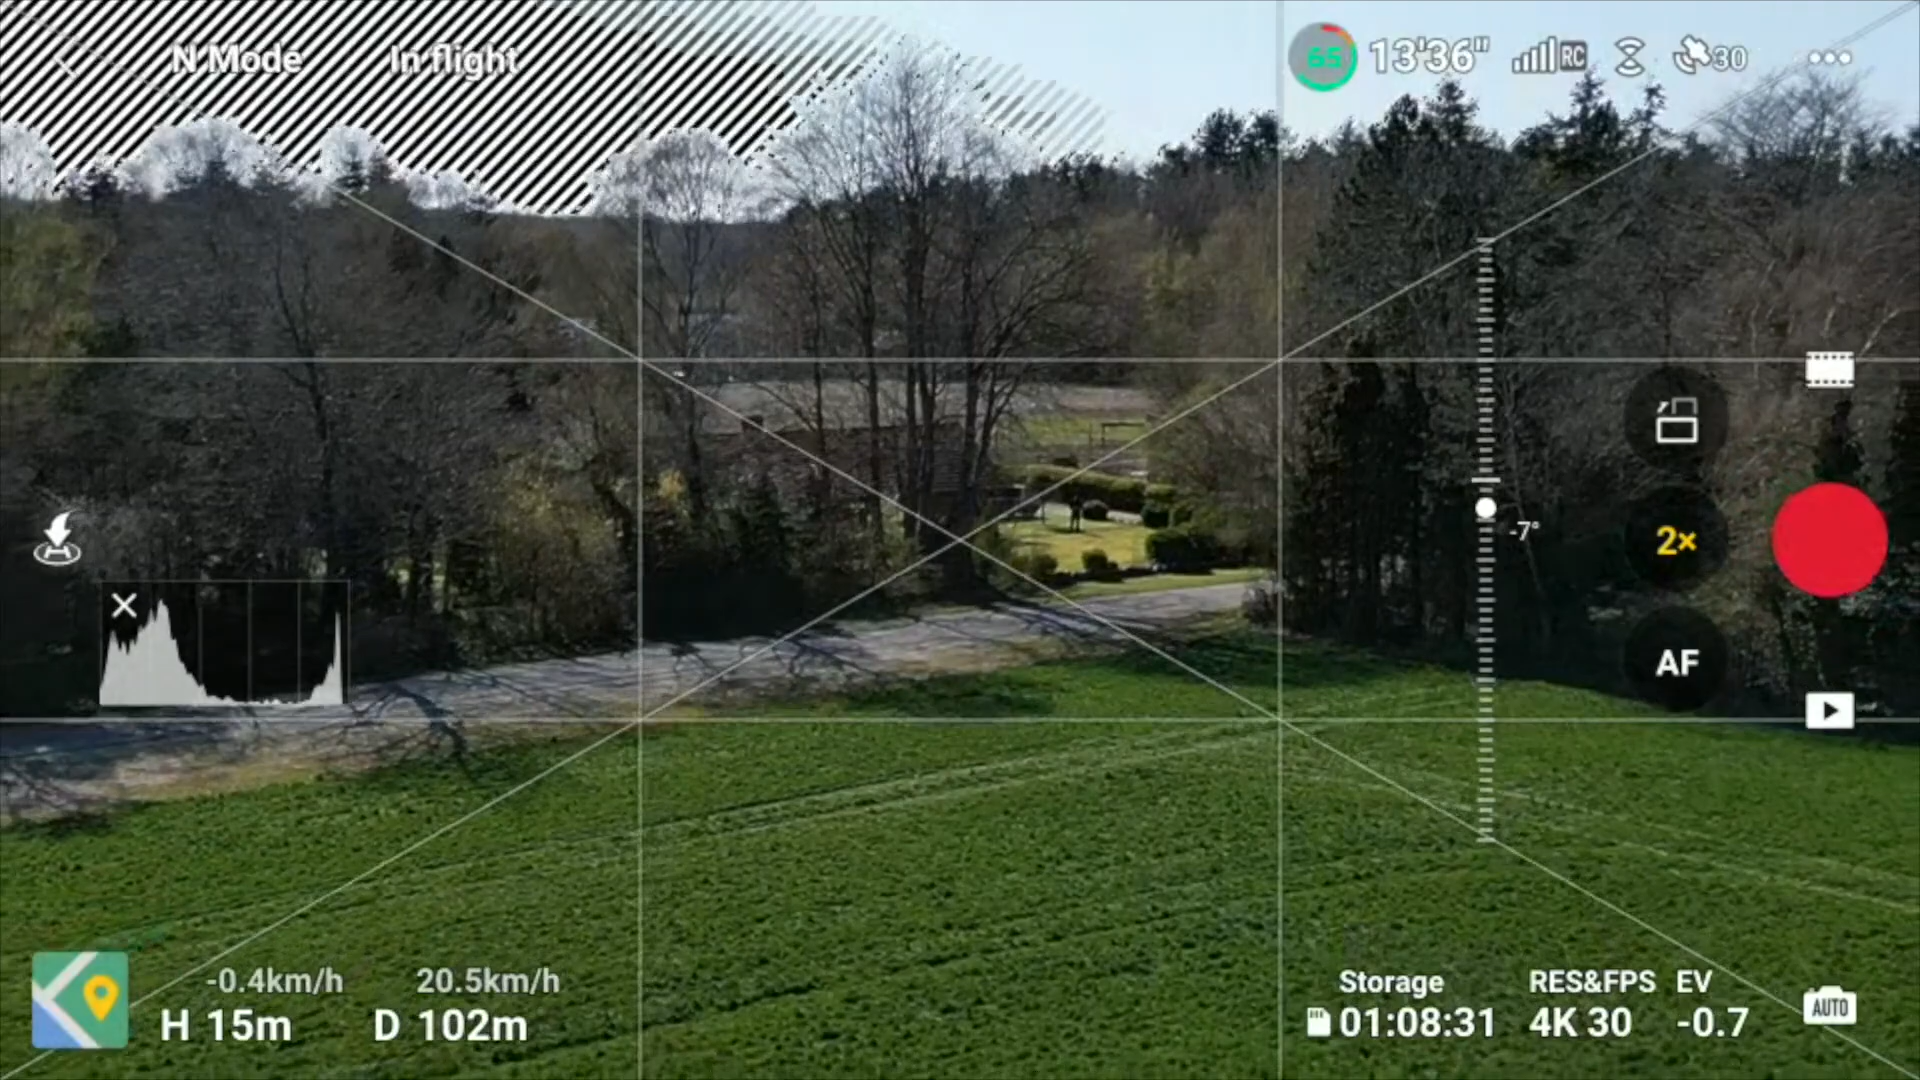 N Mode In flight 65 13'36" RC 30
-7°
2×
AF
-0.4km/h 20.5km/h
H 15m D 102m
Storage RES&FPS EV
01:08:31 4K 30 -0.7
AUTO